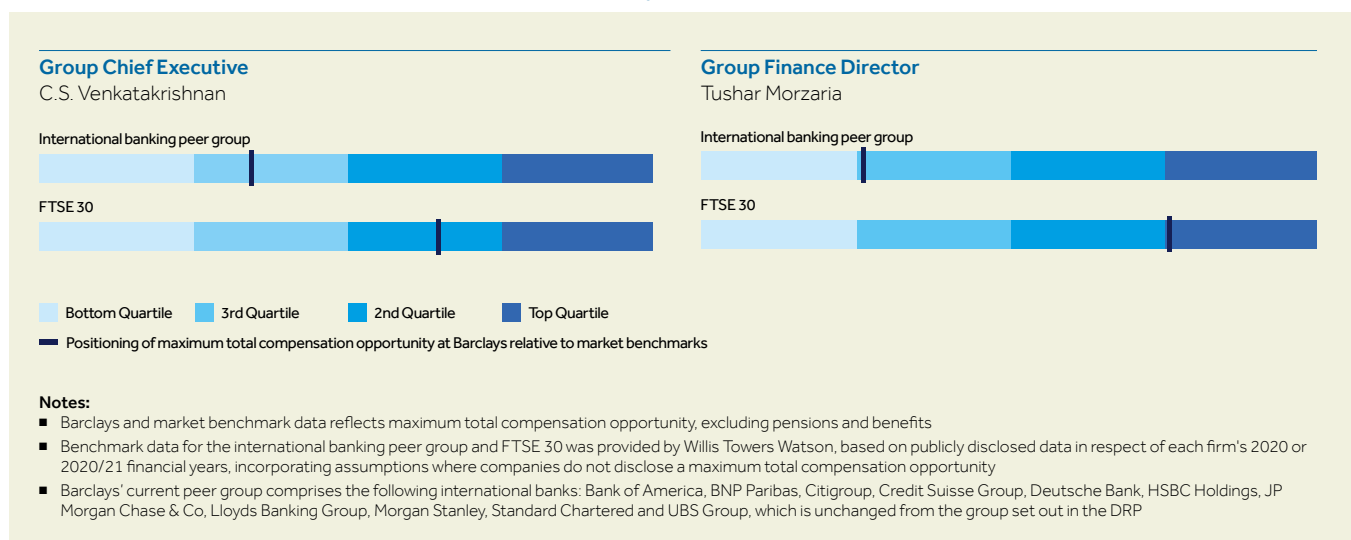 Group Chief Executive
C.S. Venkatakrishnan
International banking peer group
FTSE 30
Group Finance Director
Tushar Morzaria
International banking peer group
FTSE 30
Bottom Quartile
3rd Quartile
2nd Quartile
Top Quartile
Positioning of maximum total compensation opportunity at Barclays relative to market benchmarks
Notes:
■ Barclays and market benchmark data reflects maximum total compensation opportunity, excluding pensions and benefits
■ Benchmark data for the international banking peer group and FTSE 30 was provided by Willis Towers Watson, based on publicly disclosed data in respect of each firm's 2020 or
2020/21 financial years, incorporating assumptions where companies do not disclose a maximum total compensation opportunity
■ Barclays' current peer group comprises the following international banks: Bank of America, BNP Paribas, Citigroup, Credit Suisse Group, Deutsche Bank, HSBC Holdings, JP
Morgan Chase & Co, Lloyds Banking Group, Morgan Stanley, Standard Chartered and UBS Group, which is unchanged from the group set out in the DRP